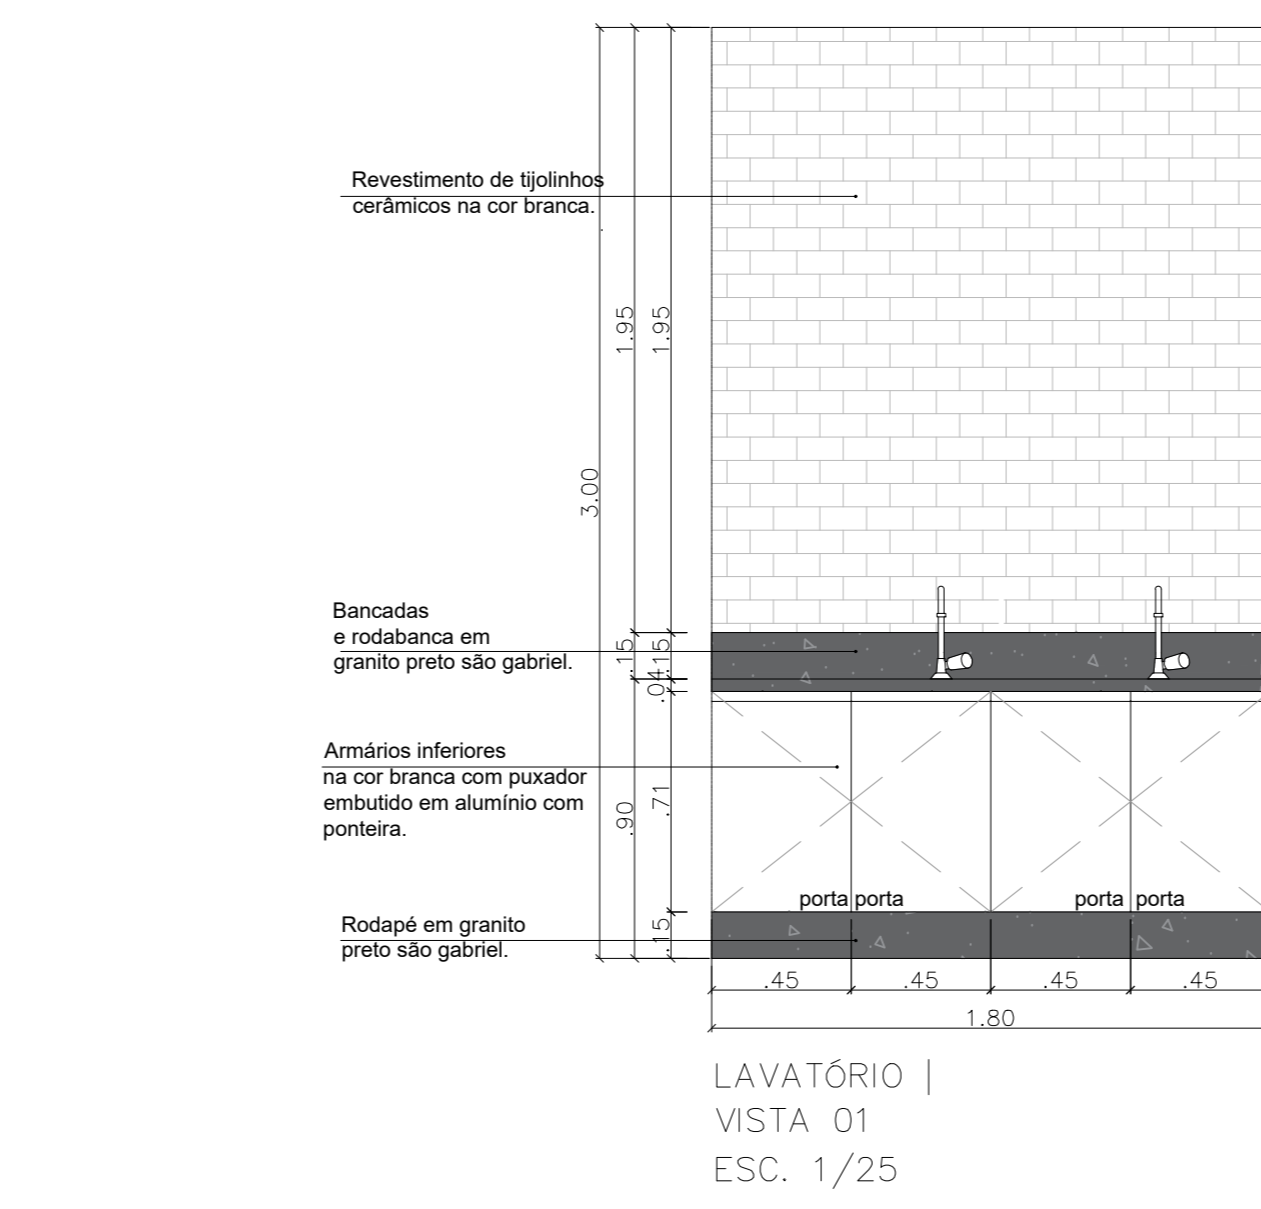 Revestimento de tijolinhos
cerâmicos na cor branca.
1.95
1.95
3.00
Bancadas
e rodabanca em
granito preto são gabriel.
.15
.15
.04
Armários inferiores
na cor branca com puxador
embutido em alumínio com
ponteira.
.90
.71
porta porta
porta porta
Rodapé em granito
preto são gabriel.
.15
.45 .45 .45 .45
1.80
LAVATÓRIO |
VISTA 01
ESC. 1/25